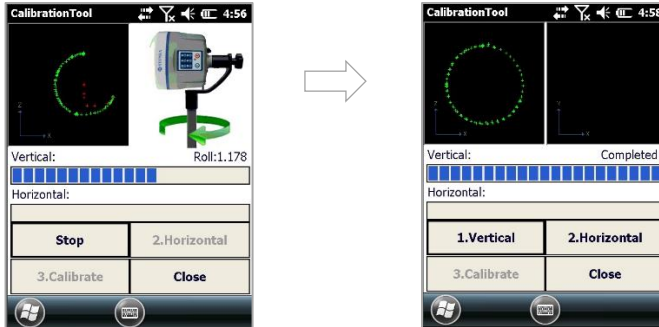 CalibrationTool 4:56
Z
X
Vertical: Roll:1.178
Horizontal:
Stop 2.Horizontal
3.Calibrate Close
CalibrationTool 4:58
Z
X
X
Vertical: Completed
Horizontal:
1.Vertical 2.Horizontal
3.Calibrate Close